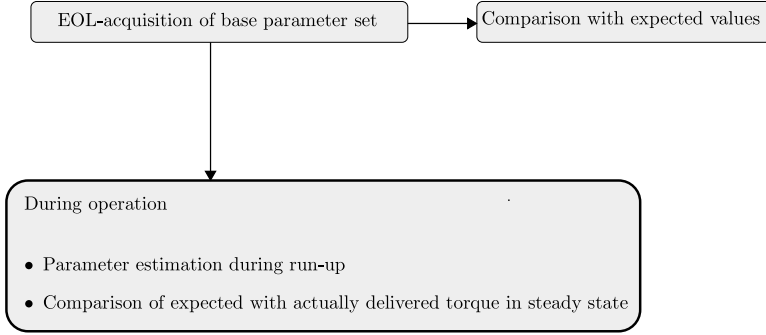 EOL-acquisition of base parameter set
Comparison with expected values
During operation
• Parameter estimation during run-up
• Comparison of expected with actually delivered torque in steady state